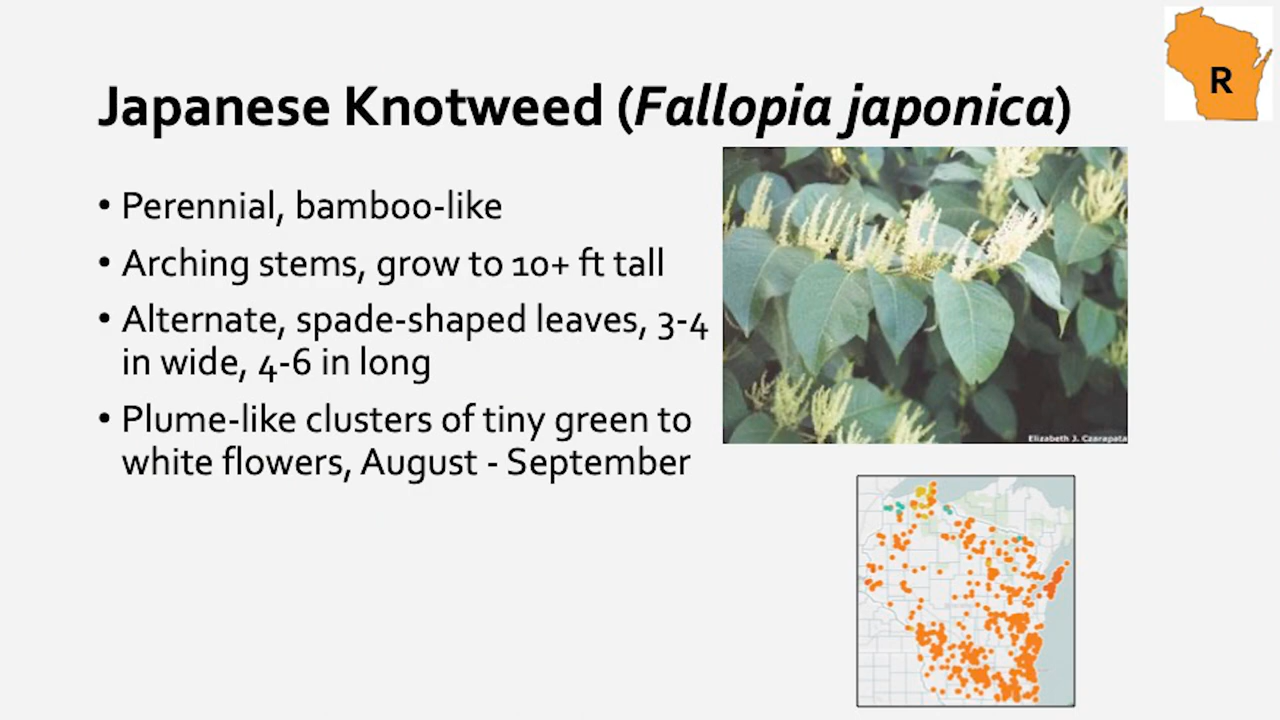 R
Japanese Knotweed (Fallopia japonica)
• Perennial, bamboo-like
• Arching stems, grow to 10+ ft tall
• Alternate, spade-shaped leaves, 3-4
in wide, 4-6 in long
• Plume-like clusters of tiny green to
white flowers, August - September
Elizabeth J. Czarapata